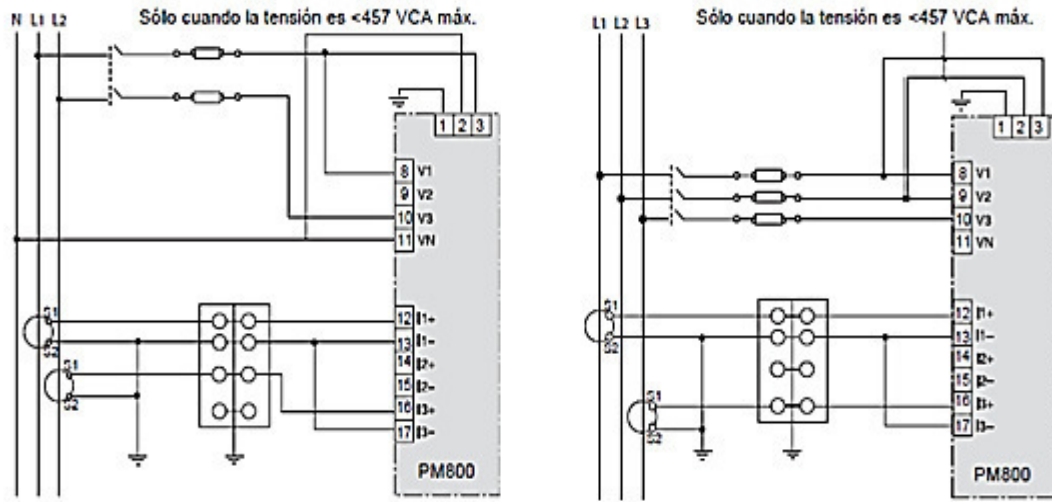 Sólo cuando la tensión es <457 VCA máx.
N L1 L2
1 2 3
8 V1
9 V2
10 V3
11 VN
S1
S2
S1
S2
12 I1+
13 I1–
14 I2+
15 I2–
16 I3+
17 I3–
PM800
Sólo cuando la tensión es <457 VCA máx.
L1 L2 L3
1 2 3
8 V1
9 V2
10 V3
11 VN
S1
S2
S1
S2
12 I1+
13 I1–
14 I2+
15 I2–
16 I3+
17 I3–
PM800